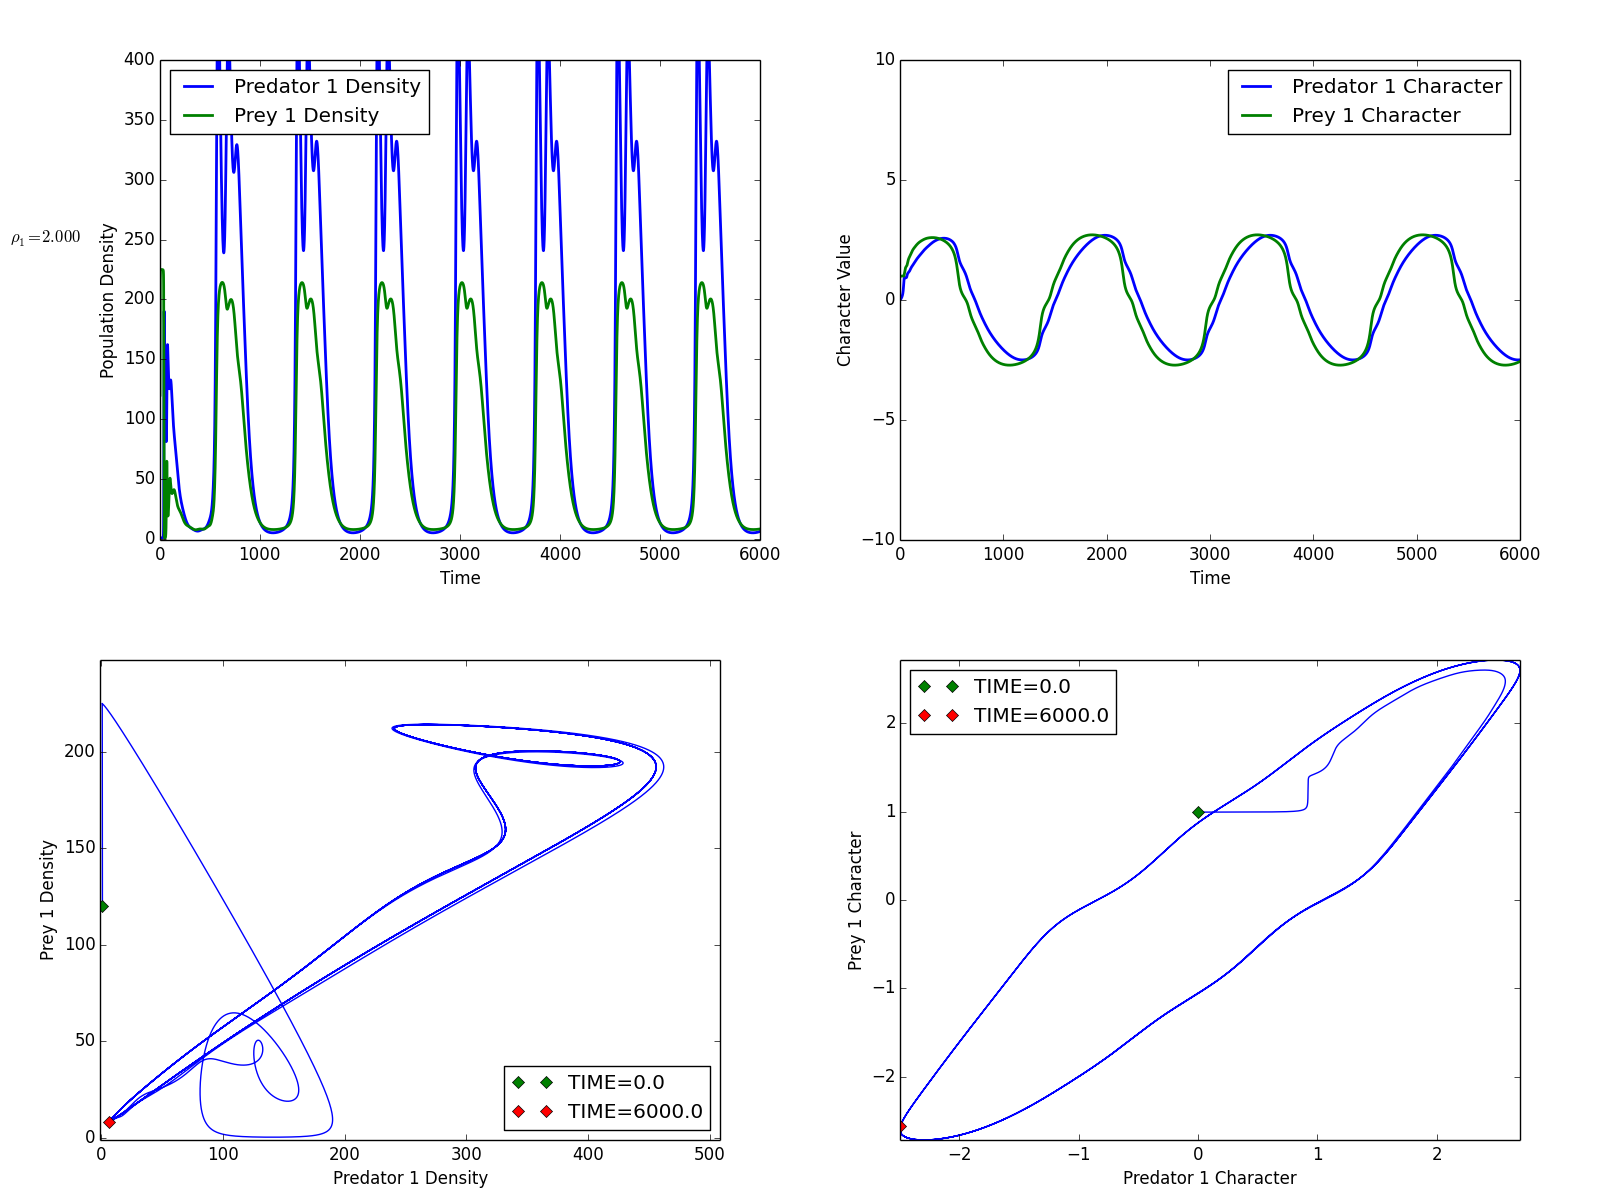 Predator 1 Density
Prey 1 Density
400
350
300
250
200
150
100
50
0
Population Density
ρ1=2.000
0 1000 2000 3000 4000 5000 6000
Time
Predator 1 Character
Prey 1 Character
10
5
0
−5
−10
Character Value
0 1000 2000 3000 4000 5000 6000
Time
200
150
100
50
0
Prey 1 Density
TIME=0.0
TIME=6000.0
0 100 200 300 400 500
Predator 1 Density
TIME=0.0
TIME=6000.0
2
1
0
−1
−2
Prey 1 Character
−2 −1 0 1 2
Predator 1 Character